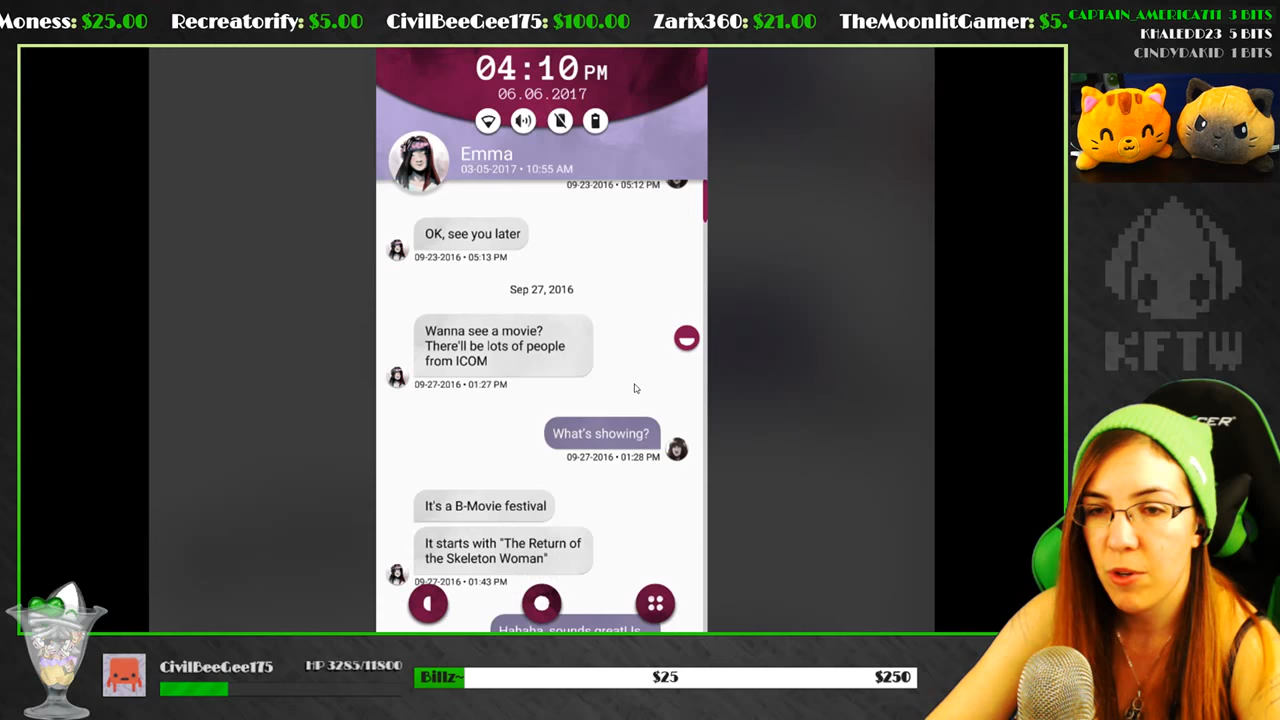 Moness: $25.00 Recreatorify: $5.00 CivilBeeGee175: $100.00 Zarix360: $21.00 TheMoonlitGamer: $5.
CAPTAIN_AMERICA711 3 BITS
KHALEDD23 5 BITS
CINDYDAKID 1 BITS
04:10 PM
06.06.2017
Emma
03-05-2017 • 10:55 AM
09-23-2016 • 05:12 PM
OK, see you later
09-23-2016 • 05:13 PM
Sep 27, 2016
Wanna see a movie?
There'll be lots of people
from ICOM
09-27-2016 • 01:27 PM
What's showing?
09-27-2016 • 01:28 PM
It's a B-Movie festival
It starts with "The Return of
the Skeleton Woman"
09-27-2016 • 01:43 PM
Hahaha, sounds great! Is
KFTW
CivilBeeGee175 HP 3285/11800
Billz~ $25 $250